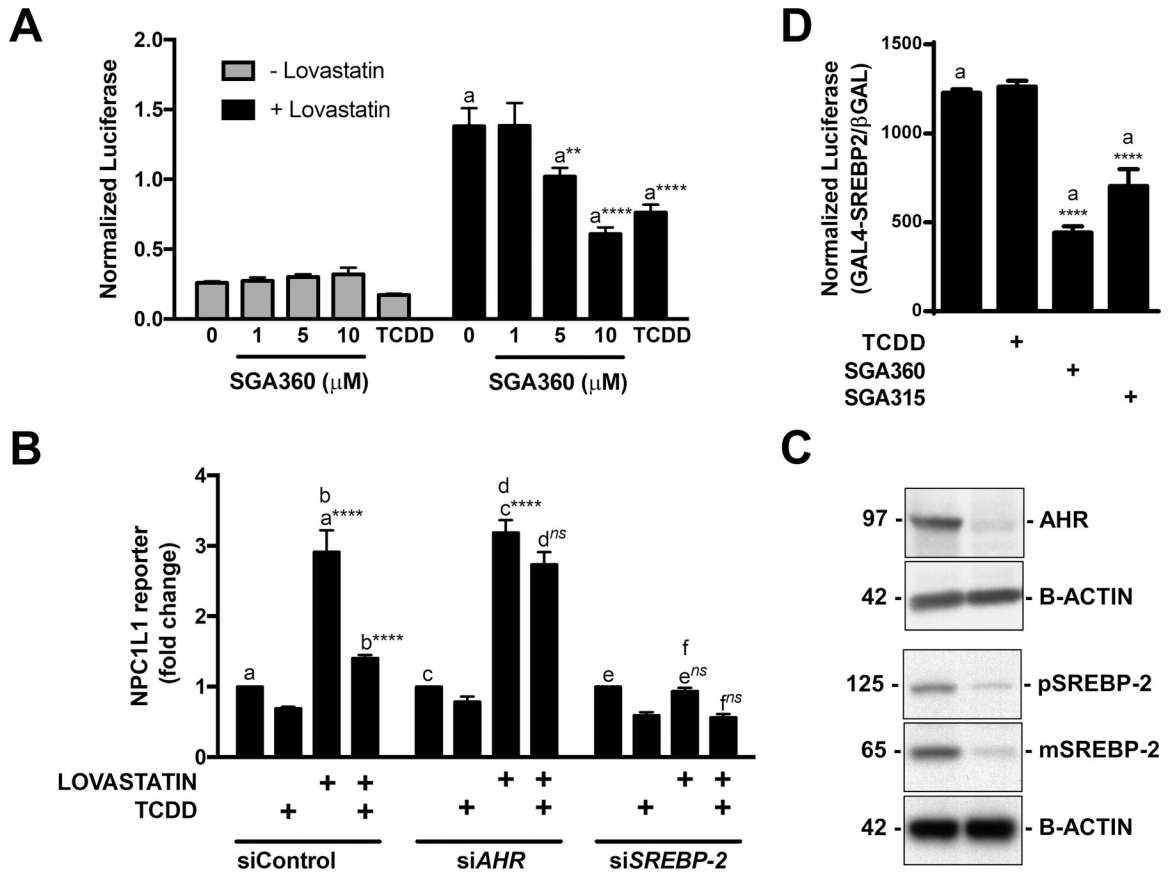 A
Normalized Luciferase
2.0
1.5
1.0
0.5
0.0
- Lovastatin
+ Lovastatin
a
a**
a****
a****
0 1 5 10 TCDD 0 1 5 10 TCDD
SGA360 (μM) SGA360 (μM)
D
Normalized Luciferase
(GAL4-SREBP2/βGAL)
1500
1000
500
0
a
a
****
a
****
TCDD +
SGA360 +
SGA315 +
B
NPC1L1 reporter
(fold change)
4
3
2
1
0
a
b
a****
b****
c
d
c****
d^ns
e
f
e^ns
f^ns
LOVASTATIN + + + + + +
TCDD + + + + + +
siControl siAHR siSREBP-2
C
97 - - AHR
42 - - B-ACTIN
125 - - pSREBP-2
65 - - mSREBP-2
42 - - B-ACTIN